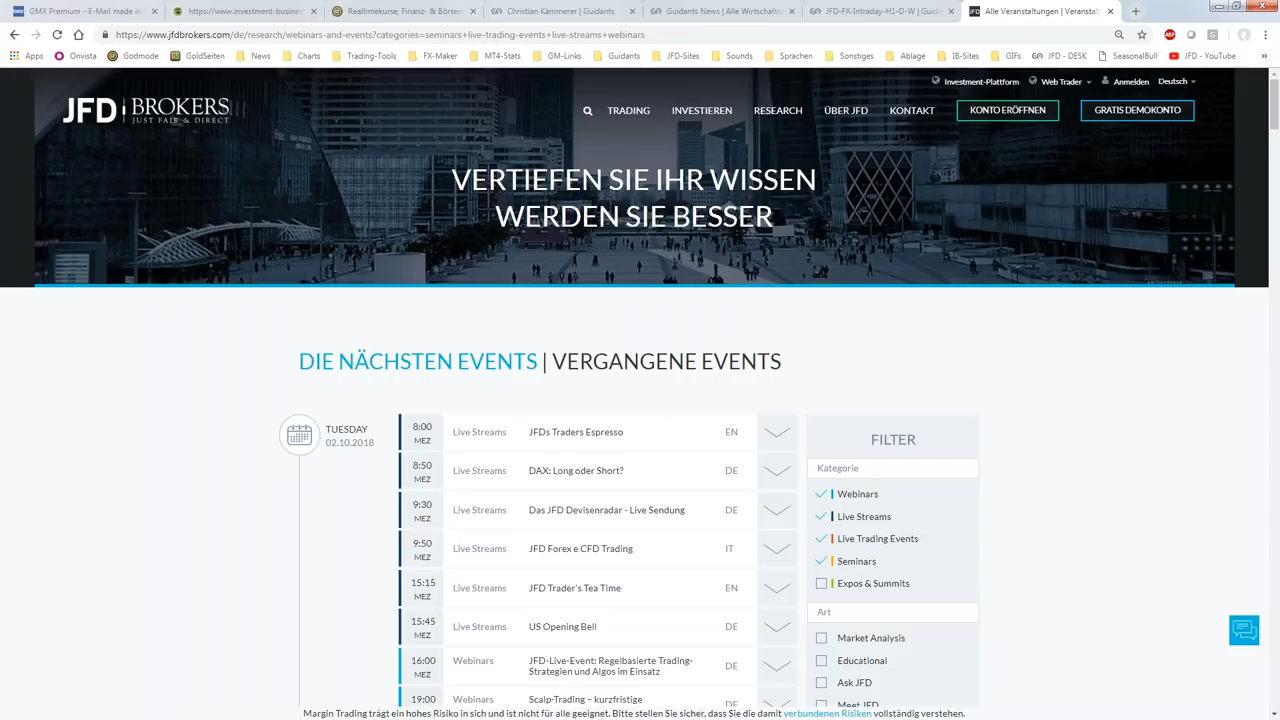 GMX Premium - E-Mail made in
https://www.investment-busine
Realtimekurse, Finanz- & Börse
Christian Kämmerer | Guidants
Guidants News | Alle Wirtschafts-
JFD-FX-Intraday-H1-D-W | Guid
Alle Veranstaltungen | Veranstal
https://www.jfdbrokers.com/de/research/webinars-and-events?categories=seminars+live-trading-events+live-streams+webinars
Apps
Onvista
Godmode
GoldSeiten
News
Charts
Trading-Tools
FX-Maker
MT4-Stats
GM-Links
Guidants
JFD-Sites
Sounds
Sprachen
Sonstiges
Ablage
IB-Sites
GIFs
JFD - DESK
SeasonalBull
JFD - YouTube
Investment-Plattform
Web Trader
Anmelden
Deutsch
JFD BROKERS
JUST FAIR & DIRECT
TRADING
INVESTIEREN
RESEARCH
ÜBER JFD
KONTAKT
KONTO ERÖFFNEN
GRATIS DEMOKONTO
VERTIEFEN SIE IHR WISSEN
WERDEN SIE BESSER
DIE NÄCHSTEN EVENTS | VERGANGENE EVENTS
TUESDAY
02.10.2018
8:00 MEZ Live Streams JFDs Traders Espresso EN
8:50 MEZ Live Streams DAX: Long oder Short? DE
9:30 MEZ Live Streams Das JFD Devisenradar - Live Sendung DE
9:50 MEZ Live Streams JFD Forex e CFD Trading IT
15:15 MEZ Live Streams JFD Trader's Tea Time EN
15:45 MEZ Live Streams US Opening Bell DE
16:00 MEZ Webinars JFD-Live-Event: Regelbasierte Trading-
Strategien und Algos im Einsatz DE
19:00 Webinars Scalp-Trading – kurzfristige DE
FILTER
Kategorie
Webinars
Live Streams
Live Trading Events
Seminars
Expos & Summits
Art
Market Analysis
Educational
Ask JFD
Meet JFD
Margin Trading trägt ein hohes Risiko in sich und ist nicht für alle geeignet. Bitte stellen Sie sicher, dass Sie die damit verbundenen Risiken vollständig verstehen.